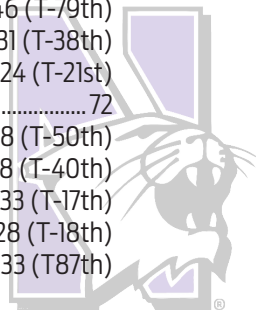 46 (T-79th)
31 (T-38th)
24 (T-21st)
................ 72
8 (T-50th)
8 (T-40th)
33 (T-17th)
28 (T-18th)
33 (T87th)
®